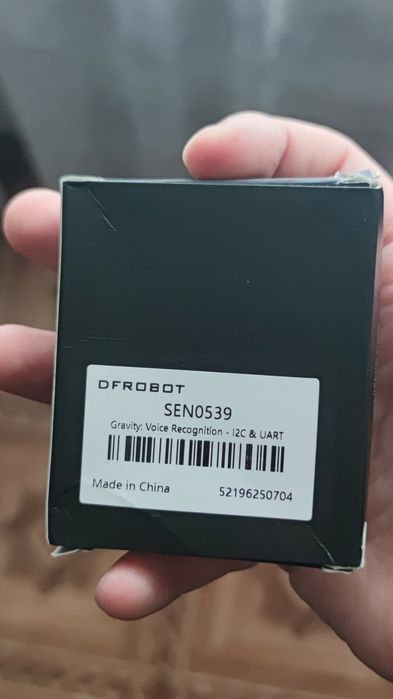 DFROBOT
SEN0539
Gravity: Voice Recognition - I2C & UART
Made in China
52196250704